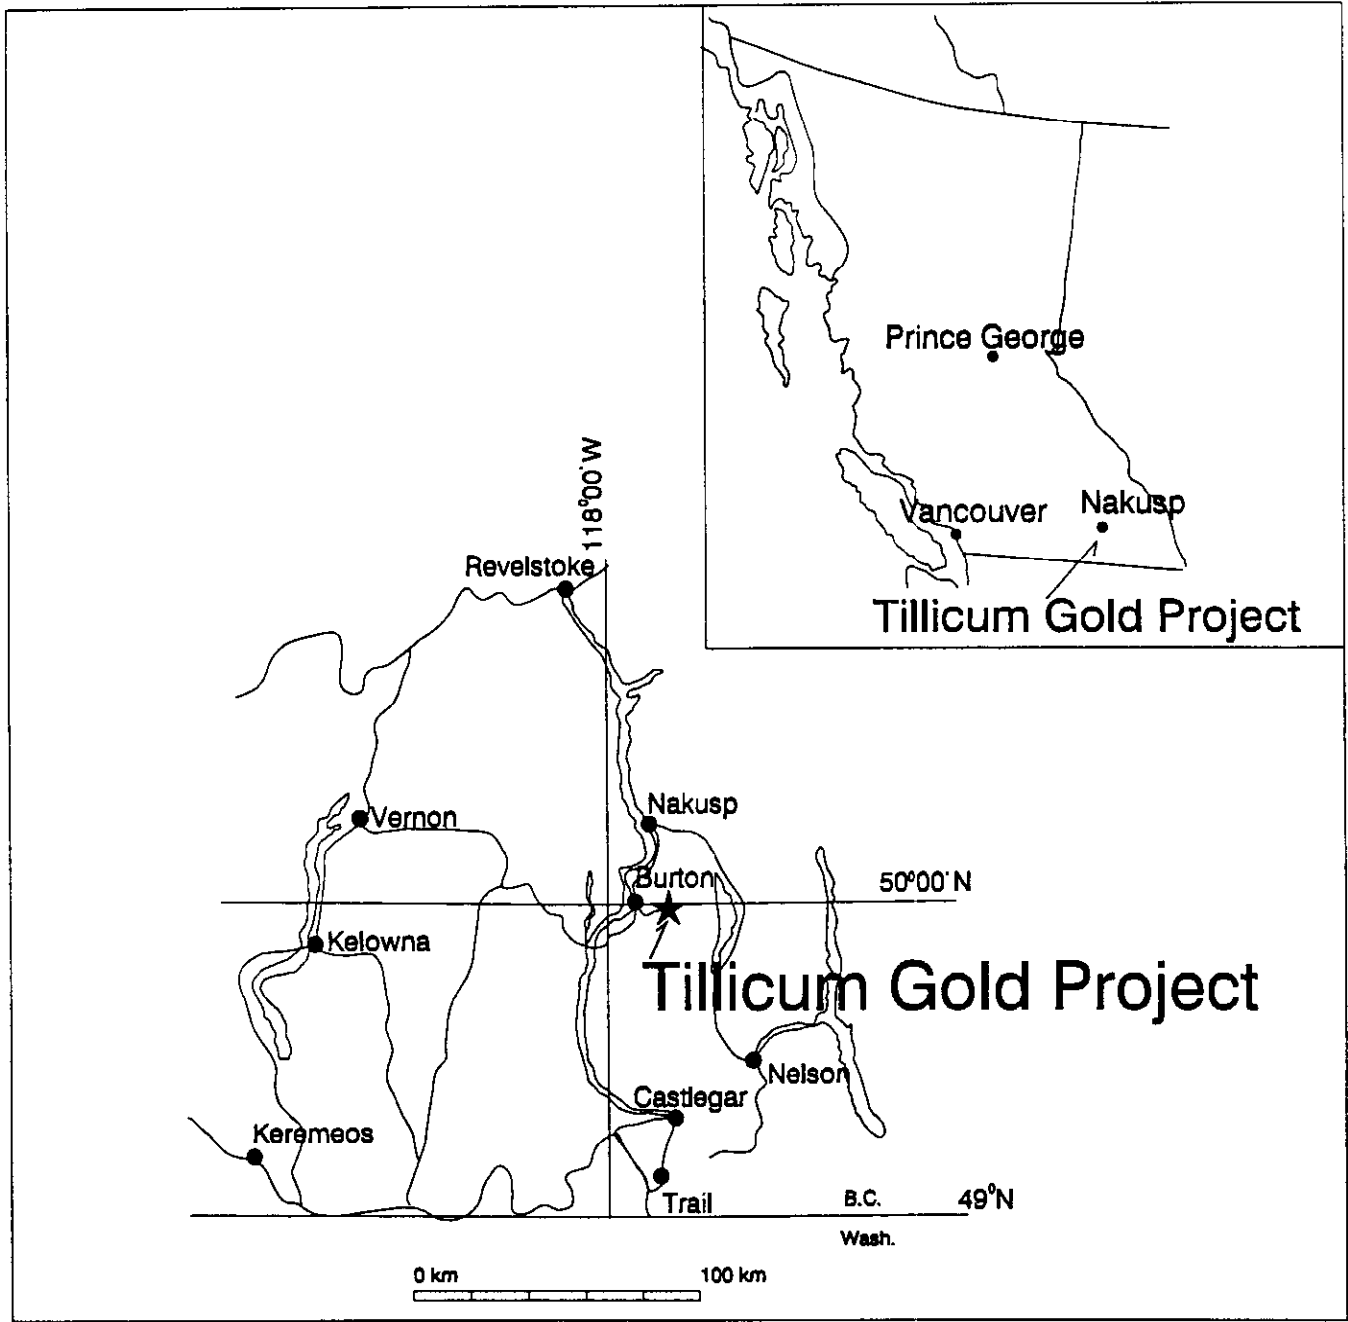 Prince George
Vancouver
Nakusp
Tillicum Gold Project
118°00'W
Revelstoke
Nakusp
Vernon
Burton
50°00'N
Kelowna
Tillicum Gold Project
Nelson
Castlegar
Keremeos
Trail
B.C.
49°N
Wash.
0 km
100 km